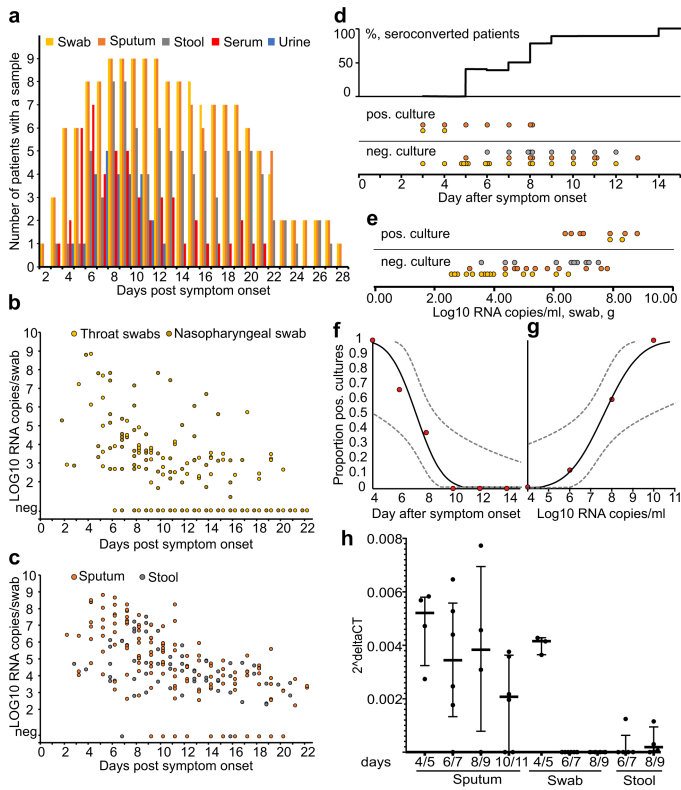 a
Swab Sputum Stool Serum Urine
Number of patients with a sample
9
8
7
6
5
4
3
2
1
0
2 4 6 8 10 12 14 16 18 20 22 24 26 28
Days post symptom onset
b
Throat swabs Nasopharyngeal swab
LOG10 RNA copies/swab
10
9
8
7
6
5
4
3
2
neg.
0 2 4 6 8 10 12 14 16 18 20 22
Days post symptom onset
c
Sputum Stool
LOG10 RNA copies/swab
10
9
8
7
6
5
4
3
2
neg.
0 2 4 6 8 10 12 14 16 18 20 22
Days post symptom onset
d
%, seroconverted patients
100
50
0
pos. culture
neg. culture
0 2 4 6 8 10 12 14
Day after symptom onset
e
pos. culture
neg. culture
0.00 2.00 4.00 6.00 8.00 10.00
Log10 RNA copies/ml, swab, g
f
Proportion pos. cultures
1
0.9
0.8
0.7
0.6
0.5
0.4
0.3
0.2
0.1
0
4 6 8 10 12 14
Day after symptom onset
g
4 6 7 8 9 10 11
Log10 RNA copies/ml
h
2^deltaCT
0.008
0.006
0.004
0.002
0.000
days 4/5 6/7 8/9 10/11 4/5 6/7 8/9 6/7 8/9
Sputum Swab Stool